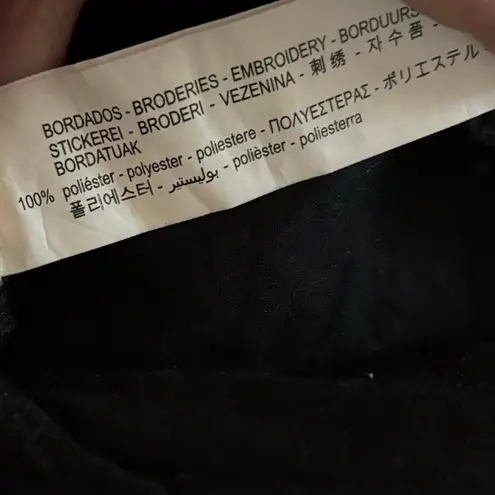 BORDADOS - BRODERIES - EMBROIDERY - BORDUURS
STICKEREI - BRODERI - VEZENINA - 刺绣 - 자수품 -
BORDATUAK
100% poliéster - polyester - poliestere - ΠΟΛΥΕΣΤΕΡΑΣ - ポリエステル -
폴리에스터 - بوليستير - polièster - poliesterra